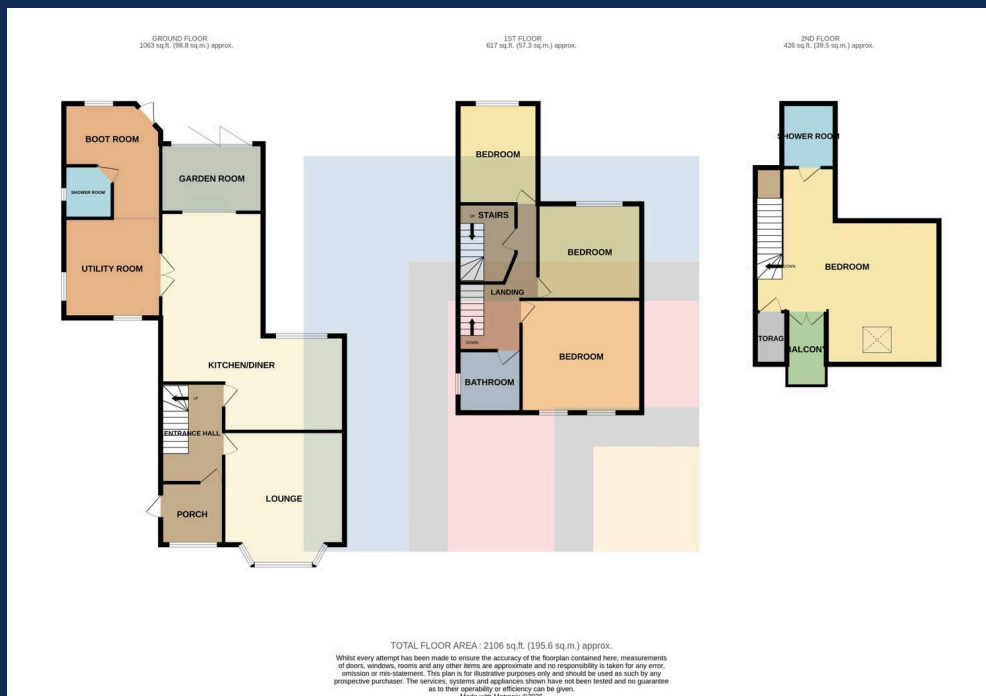 GROUND FLOOR
1063 sq.ft. (98.8 sq.m.) approx.
BOOT ROOM
SHOWER ROOM
GARDEN ROOM
UTILITY ROOM
KITCHEN/DINER
UP
ENTRANCE HALL
LOUNGE
PORCH
1ST FLOOR
617 sq.ft. (57.3 sq.m.) approx.
BEDROOM
UP
STAIRS
BEDROOM
LANDING
DOWN
BEDROOM
BATHROOM
2ND FLOOR
426 sq.ft. (39.5 sq.m.) approx.
SHOWER ROOM
DOWN
BEDROOM
TORAG
BALCONY
TOTAL FLOOR AREA : 2106 sq.ft. (195.6 sq.m.) approx.
Whilst every attempt has been made to ensure the accuracy of the floorplan contained here, measurements
of doors, windows, rooms and any other items are approximate and no responsibility is taken for any error,
omission or mis-statement. This plan is for illustrative purposes only and should be used as such by any
prospective purchaser. The services, systems and appliances shown have not been tested and no guarantee
as to their operability or efficiency can be given.
Made with Metropix ©2026